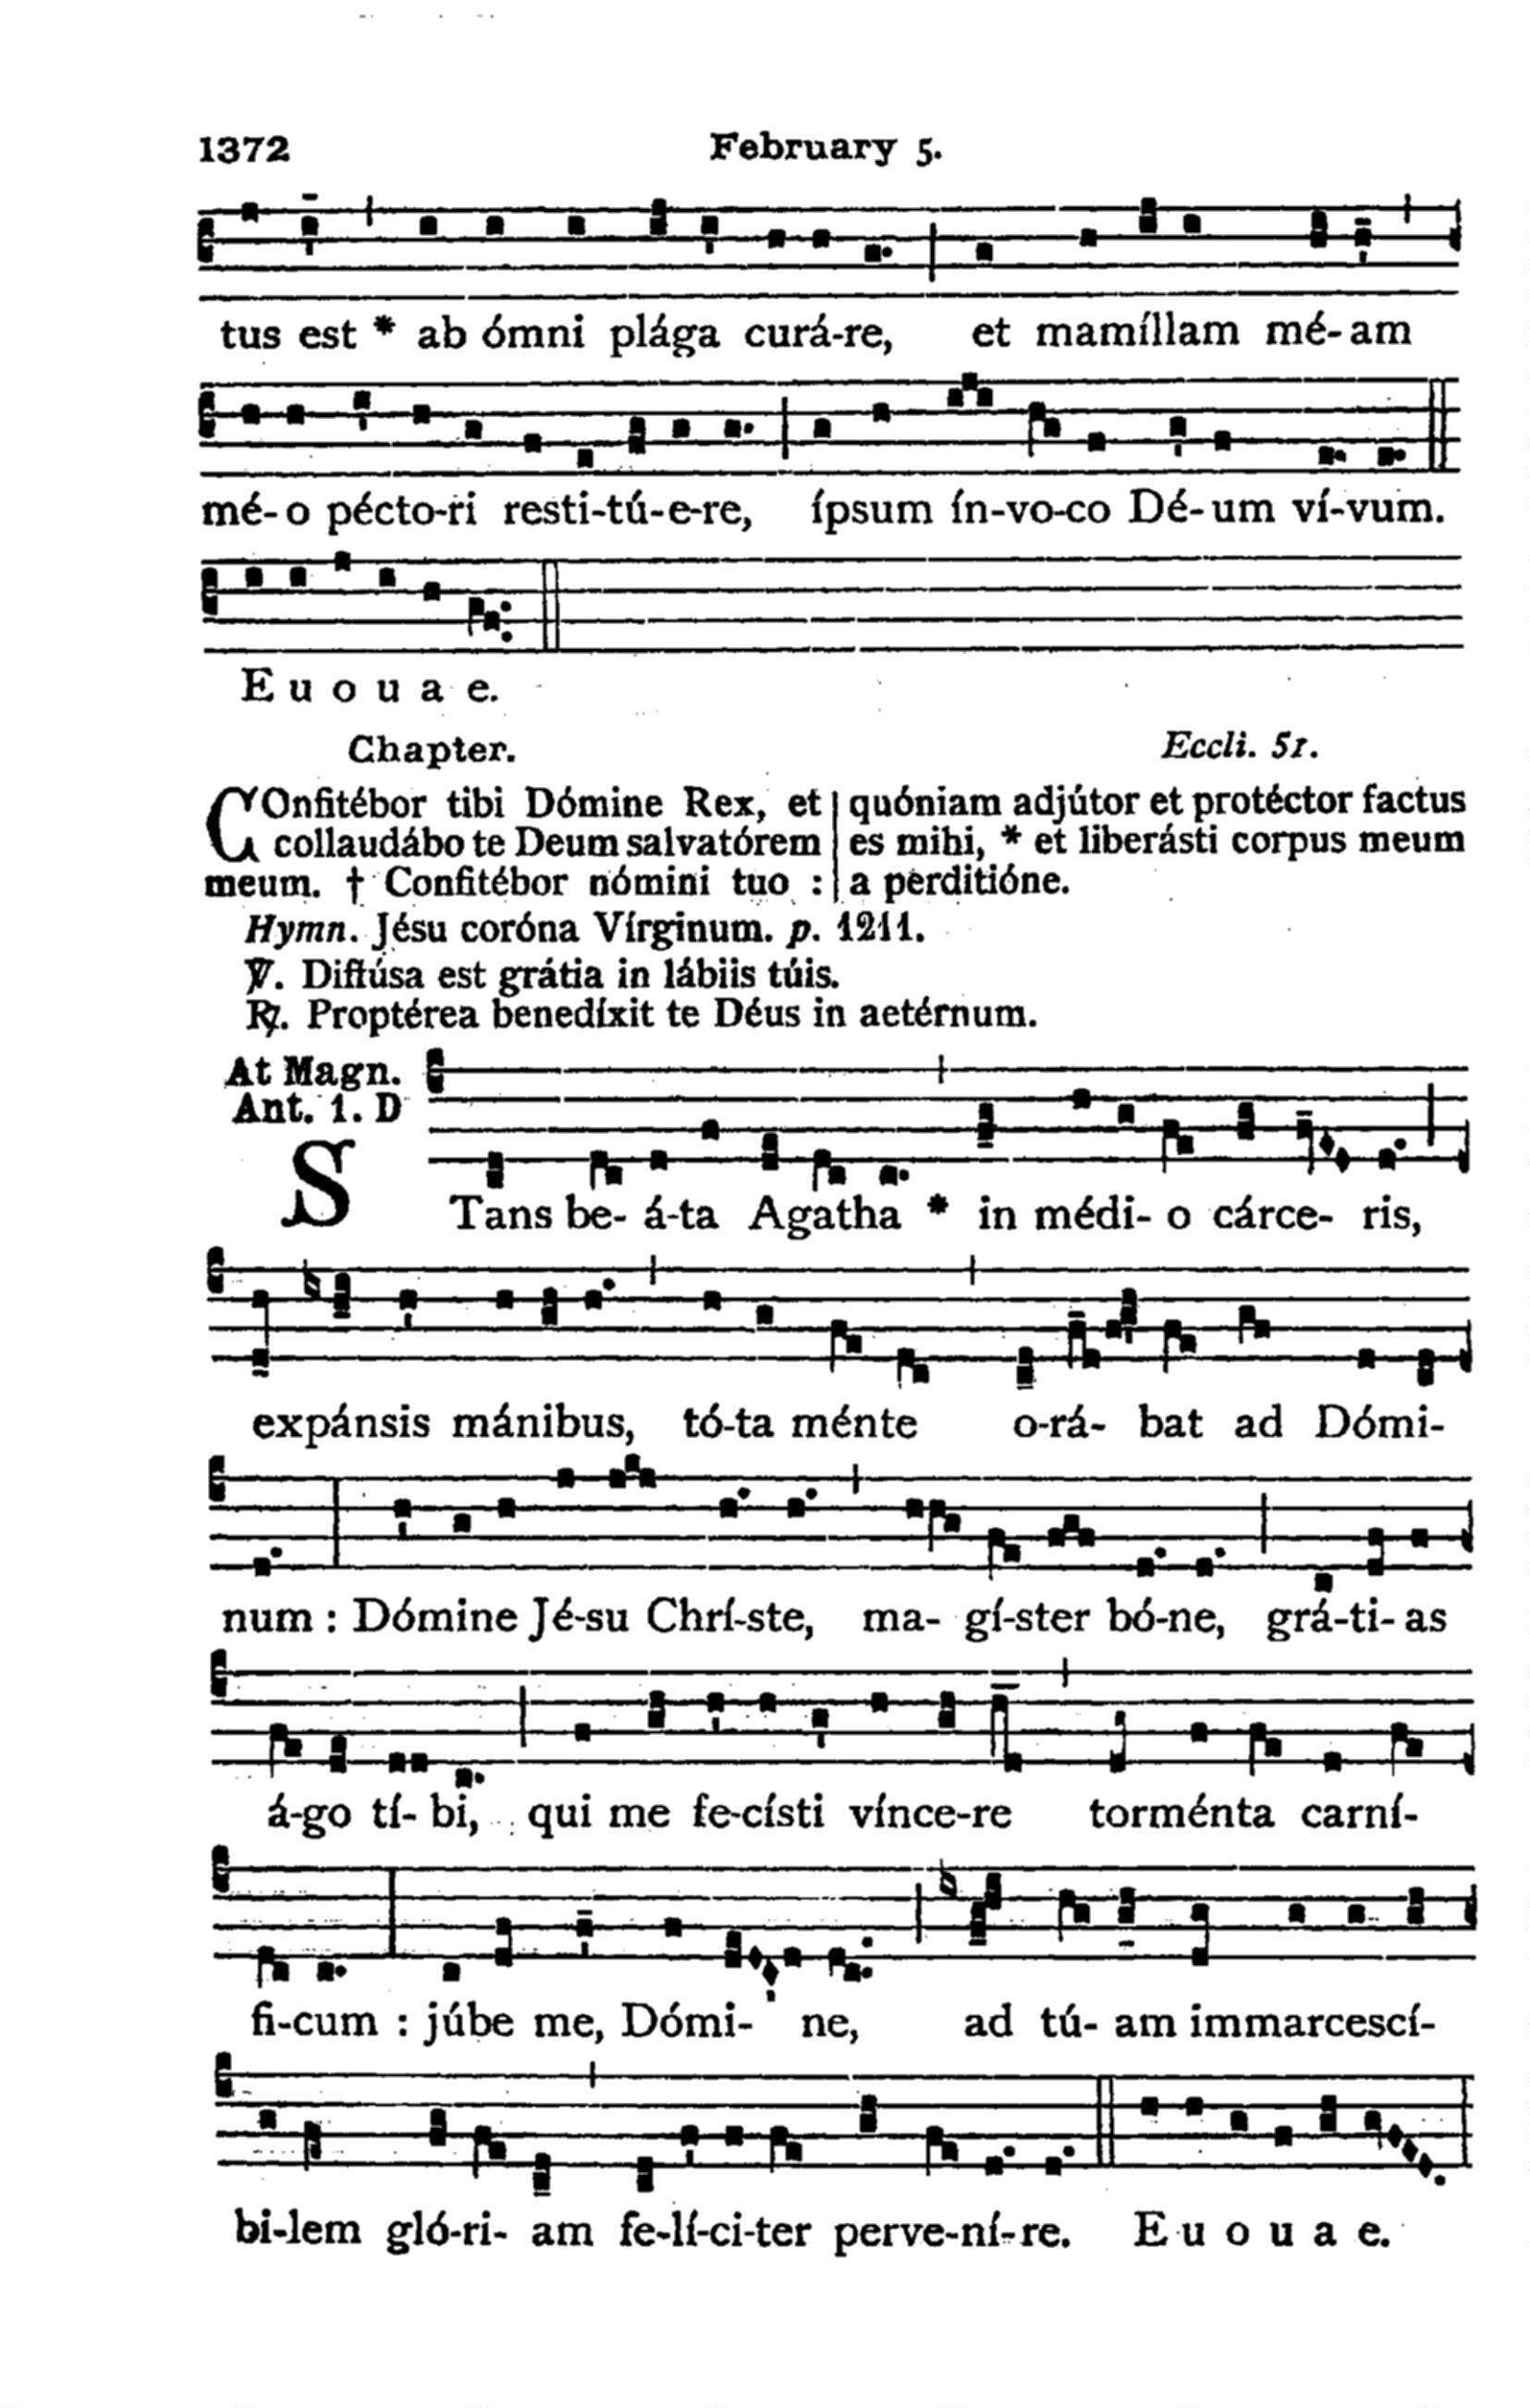 1372 February 5.
tus est * ab ómni plága curá-re, et mamíllam mé- am
mé- o pécto-ri resti-tú-e-re, ípsum ín-vo-co Dé- um ví-vum.
E u o u a e.
Chapter. Eccli. 51.
COnfitébor tibi Dómine Rex, et
collaudábo te Deum salvatórem
meum. † Confitébor nómini tuo :
quóniam adjútor et protéctor factus
es mihi, * et liberásti corpus meum
a perditióne.
Hymn. Jésu coróna Vírginum. p. 1211.
℣. Diffúsa est grátia in lábiis túis.
℟. Proptérea benedíxit te Déus in aetérnum.
At Magn.
Ant. 1. D
STans be- á-ta Agatha * in médi- o cárce- ris,
expánsis mánibus, tó-ta ménte o-rá- bat ad Dómi-
num : Dómine Jé-su Chrí-ste, ma- gí-ster bó-ne, grá-ti- as
á-go tí- bi, qui me fe-císti vínce-re torménta carní-
fi-cum : júbe me, Dómi- ne, ad tú- am immarcescí-
bi-lem gló-ri- am fe-lí-ci-ter perve-ní-re. E u o u a e.